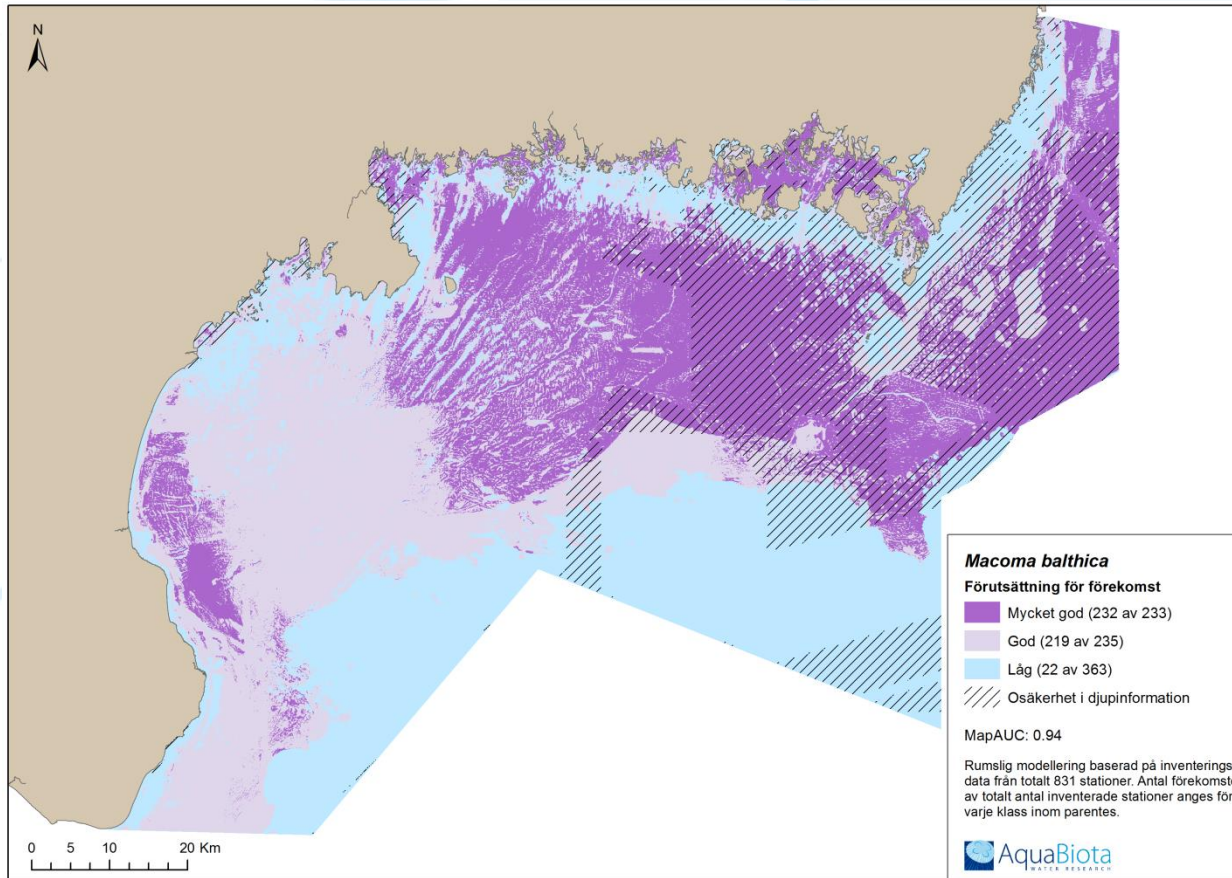 N
Macoma balthica
Förutsättning för förekomst
Mycket god (232 av 233)
God (219 av 235)
Låg (22 av 363)
Osäkerhet i djupinformation
MapAUC: 0.94
Rumslig modellering baserad på inventerings
data från totalt 831 stationer. Antal förekomst
av totalt antal inventerade stationer anges för
varje klass inom parentes.
AquaBiota
WATER RESEARCH
0 5 10 20 Km